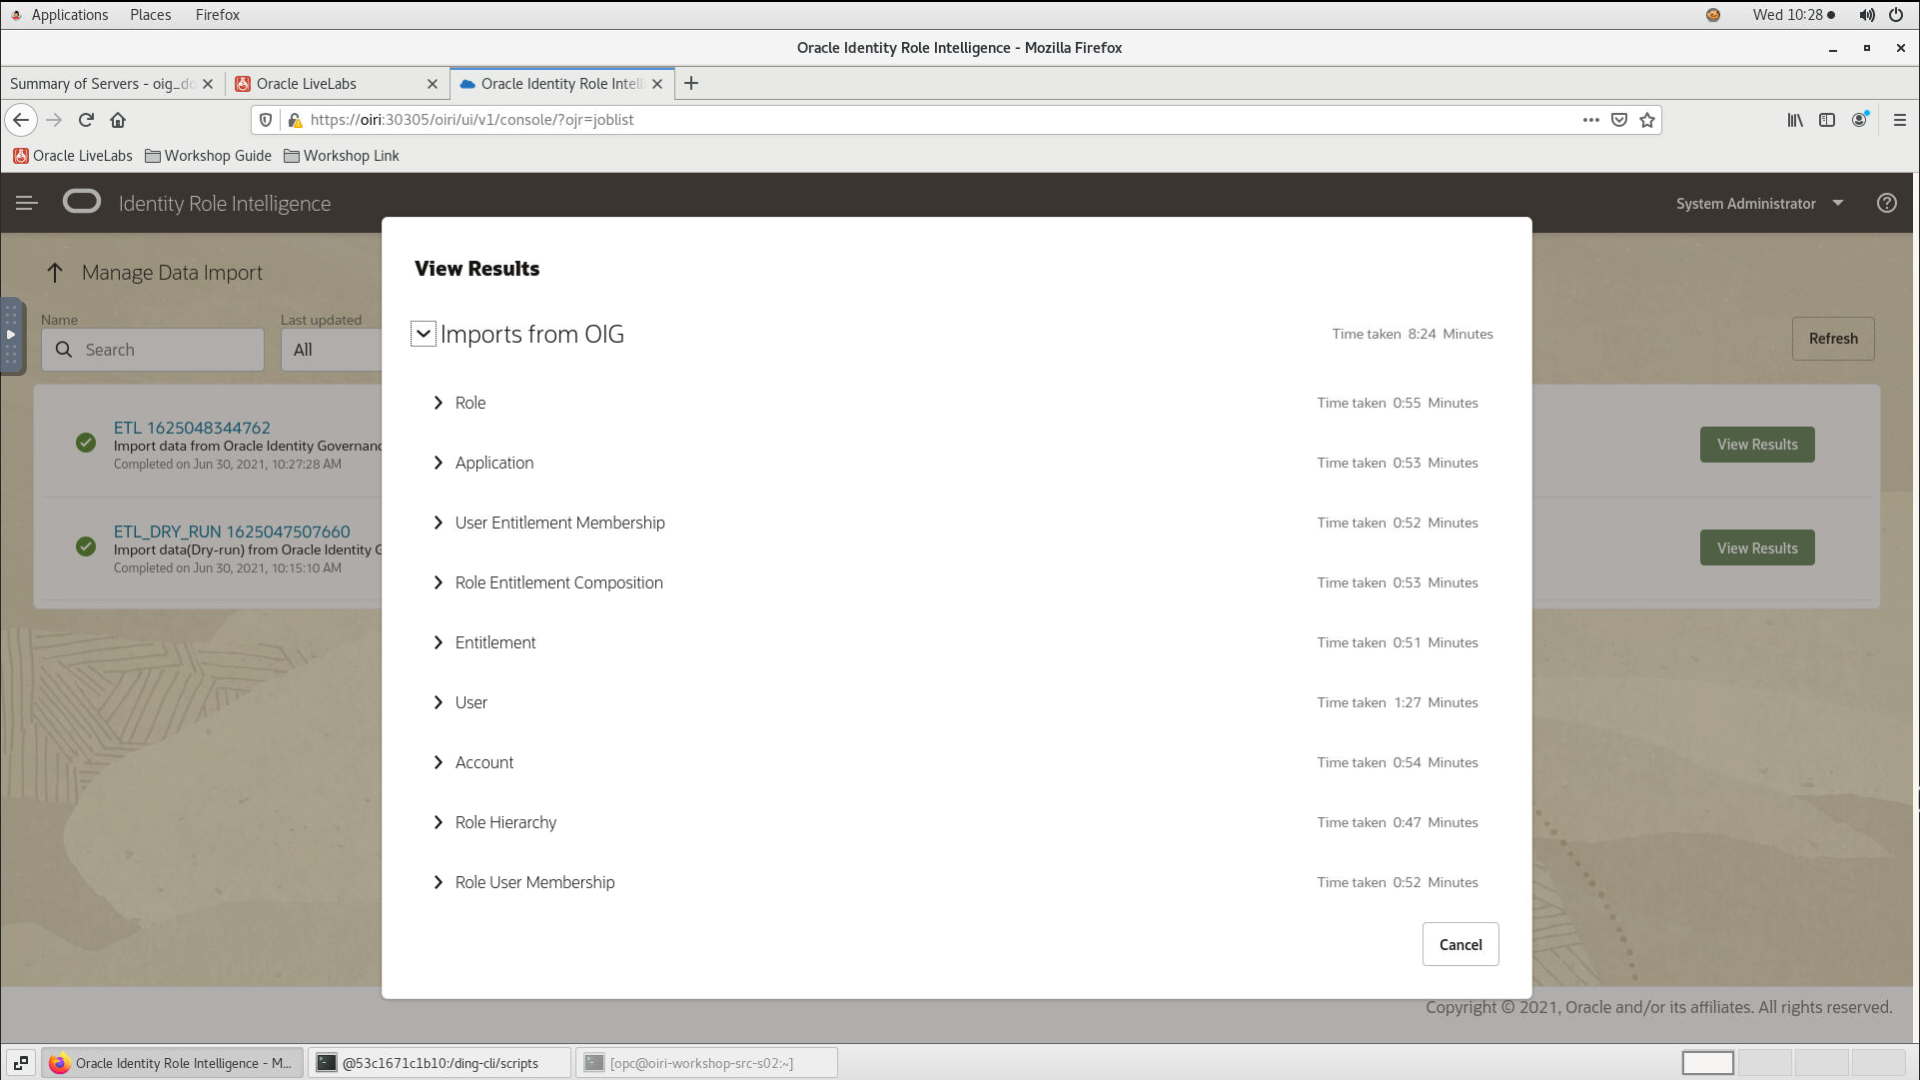 Applications Places Firefox Wed 10:28
Oracle Identity Role Intelligence - Mozilla Firefox
Summary of Servers - oig_do Oracle LiveLabs Oracle Identity Role Intell
https://oiri:30305/oiri/ui/v1/console/?ojr=joblist
Oracle LiveLabs Workshop Guide Workshop Link
Identity Role Intelligence System Administrator
Manage Data Import
Name Last updated
Search All Refresh
ETL 1625048344762
Import data from Oracle Identity Governanc
Completed on Jun 30, 2021, 10:27:28 AM
View Results
ETL_DRY_RUN 1625047507660
Import data(Dry-run) from Oracle Identity G
Completed on Jun 30, 2021, 10:15:10 AM
View Results
View Results
Imports from OIG Time taken 8:24 Minutes
Role Time taken 0:55 Minutes
Application Time taken 0:53 Minutes
User Entitlement Membership Time taken 0:52 Minutes
Role Entitlement Composition Time taken 0:53 Minutes
Entitlement Time taken 0:51 Minutes
User Time taken 1:27 Minutes
Account Time taken 0:54 Minutes
Role Hierarchy Time taken 0:47 Minutes
Role User Membership Time taken 0:52 Minutes
Cancel
Copyright © 2021, Oracle and/or its affiliates. All rights reserved.
Oracle Identity Role Intelligence - M... @53c1671c1b10:/ding-cli/scripts [opc@oiri-workshop-src-s02:~]